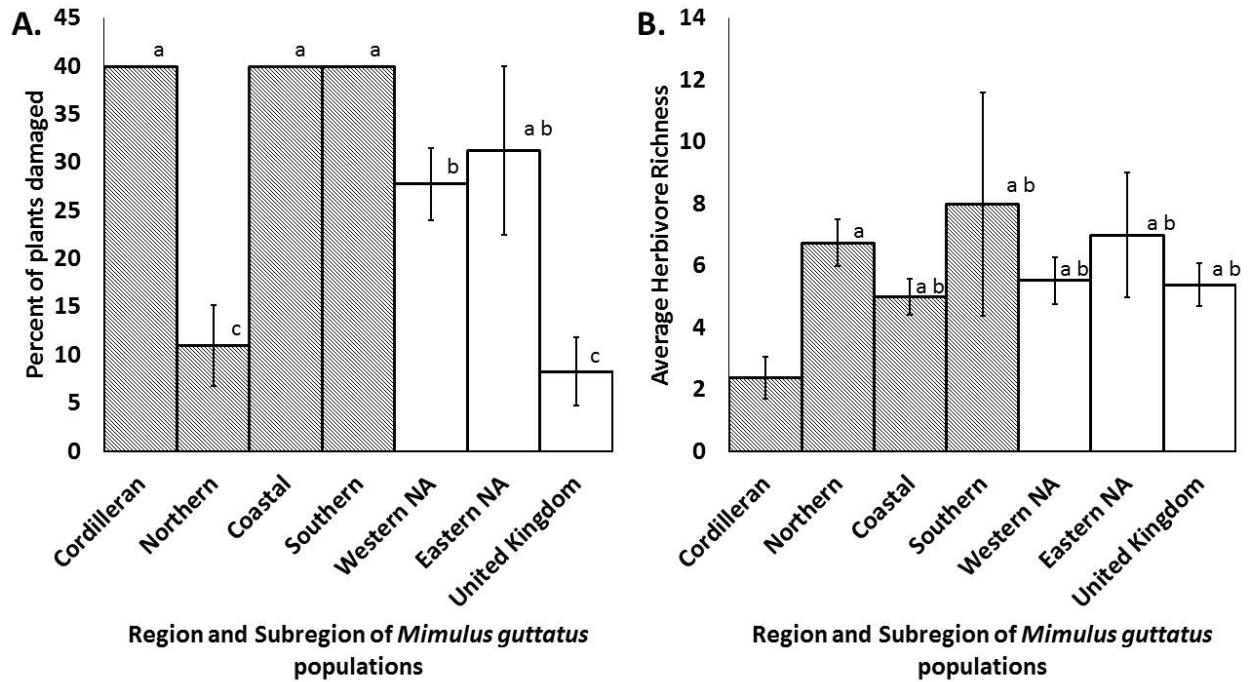 A.
Percent of plants damaged
45
40
35
30
25
20
15
10
5
0
a
c
a
a
b
a b
c
Cordilleran
Northern
Coastal
Southern
Western NA
Eastern NA
United Kingdom
Region and Subregion of Mimulus guttatus
populations
B.
Average Herbivore Richness
14
12
10
8
6
4
2
0
a
a b
a b
a b
a b
a b
Cordilleran
Northern
Coastal
Southern
Western NA
Eastern NA
United Kingdom
Region and Subregion of Mimulus guttatus
populations